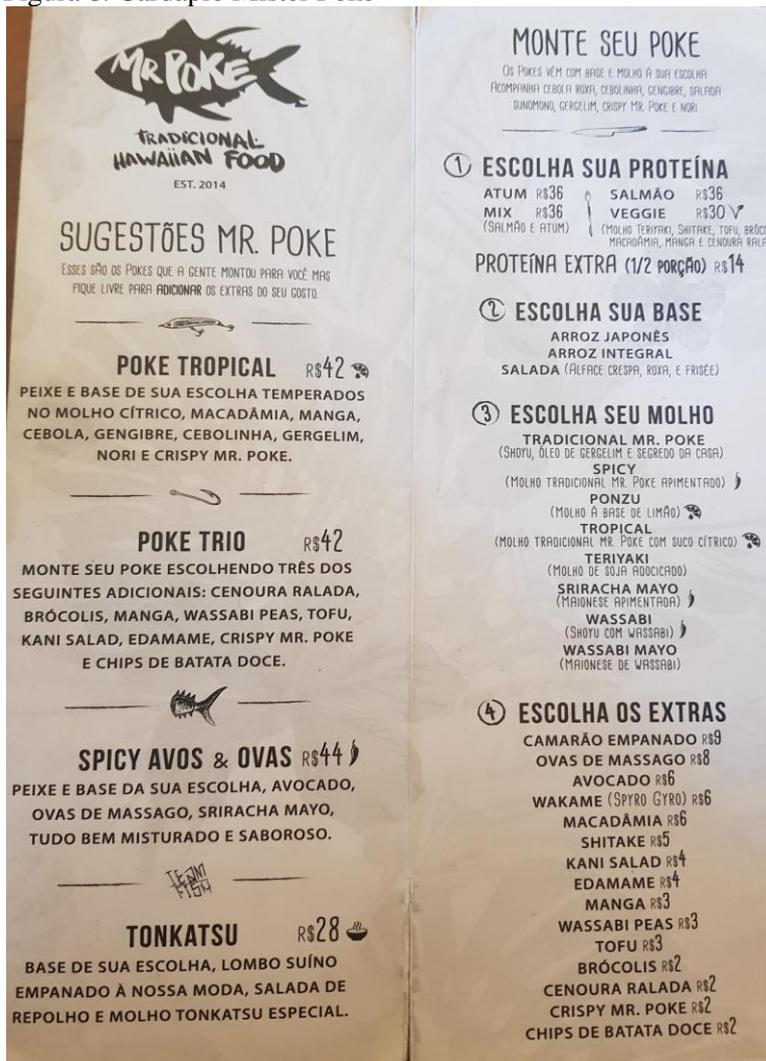 MR POKE
TRADICIONAL
HAWAIIAN FOOD
EST. 2014
SUGESTÕES MR. POKE
ESSES SÃO OS POKES QUE A GENTE MONTOU PARA VOCÊ MAS
FIQUE LIVRE PARA ADICIONAR OS EXTRAS DO SEU GOSTO.
POKE TROPICAL R$42
PEIXE E BASE DE SUA ESCOLHA TEMPERADOS
NO MOLHO CÍTRICO, MACADÂMIA, MANGA,
CEBOLA, GENGIBRE, CEBOLINHA, GERGELIM,
NORI E CRISPY MR. POKE.
POKE TRIO R$42
MONTE SEU POKE ESCOLHENDO TRÊS DOS
SEGUINTES ADICIONAIS: CENOURA RALADA,
BRÓCOLIS, MANGA, WASSABI PEAS, TOFU,
KANI SALAD, EDAMAME, CRISPY MR. POKE
E CHIPS DE BATATA DOCE.
SPICY AVOS & OVAS R$44
PEIXE E BASE DA SUA ESCOLHA, AVOCADO,
OVAS DE MASSAGO, SRIRACHA MAYO,
TUDO BEM MISTURADO E SABOROSO.
TEAM
FISH
TONKATSU R$28
BASE DE SUA ESCOLHA, LOMBO SUÍNO
EMPANADO À NOSSA MODA, SALADA DE
REPOLHO E MOLHO TONKATSU ESPECIAL.
MONTE SEU POKE
OS POKES VÊM COM BASE E MOLHO À SUA ESCOLHA.
ACOMPANHA CEBOLA ROXA, CEBOLINHA, GENGIBRE, SALADA
SUNOMONO, GERGELIM, CRISPY MR. POKE E NORI.
1 ESCOLHA SUA PROTEÍNA
ATUM R$36 SALMÃO R$36
MIX R$36 VEGGIE R$30 V
(SALMÃO E ATUM) (MOLHO TERIYAKI, SHITAKE, TOFU,
MACADÂMIA, MANGA E CENOURA
PROTEÍNA EXTRA (1/2 PORÇÃO) R$14
2 ESCOLHA SUA BASE
ARROZ JAPONÊS
ARROZ INTEGRAL
SALADA (ALFACE CRESPA, ROXA, E FRISÉE)
3 ESCOLHA SEU MOLHO
TRADICIONAL MR. POKE
(SHOYU, ÓLEO DE GERGELIM E SEGREDO DA CASA)
SPICY
(MOLHO TRADICIONAL MR. POKE APIMENTADO)
PONZU
(MOLHO À BASE DE LIMÃO)
TROPICAL
(MOLHO TRADICIONAL MR. POKE COM SUCO CÍTRICO)
TERIYAKI
(MOLHO DE SOJA ADOCICADO)
SRIRACHA MAYO
(MAIONESE APIMENTADA)
WASSABI
(SHOYU COM WASSABI)
WASSABI MAYO
(MAIONESE DE WASSABI)
4 ESCOLHA OS EXTRAS
CAMARÃO EMPANADO R$9
OVAS DE MASSAGO R$8
AVOCADO R$6
WAKAME (SPYRO GYRO) R$6
MACADÂMIA R$6
SHITAKE R$5
KANI SALAD R$4
EDAMAME R$4
MANGA R$3
WASSABI PEAS R$3
TOFU R$3
BRÓCOLIS R$2
CENOURA RALADA R$2
CRISPY MR. POKE R$2
CHIPS DE BATATA DOCE R$2